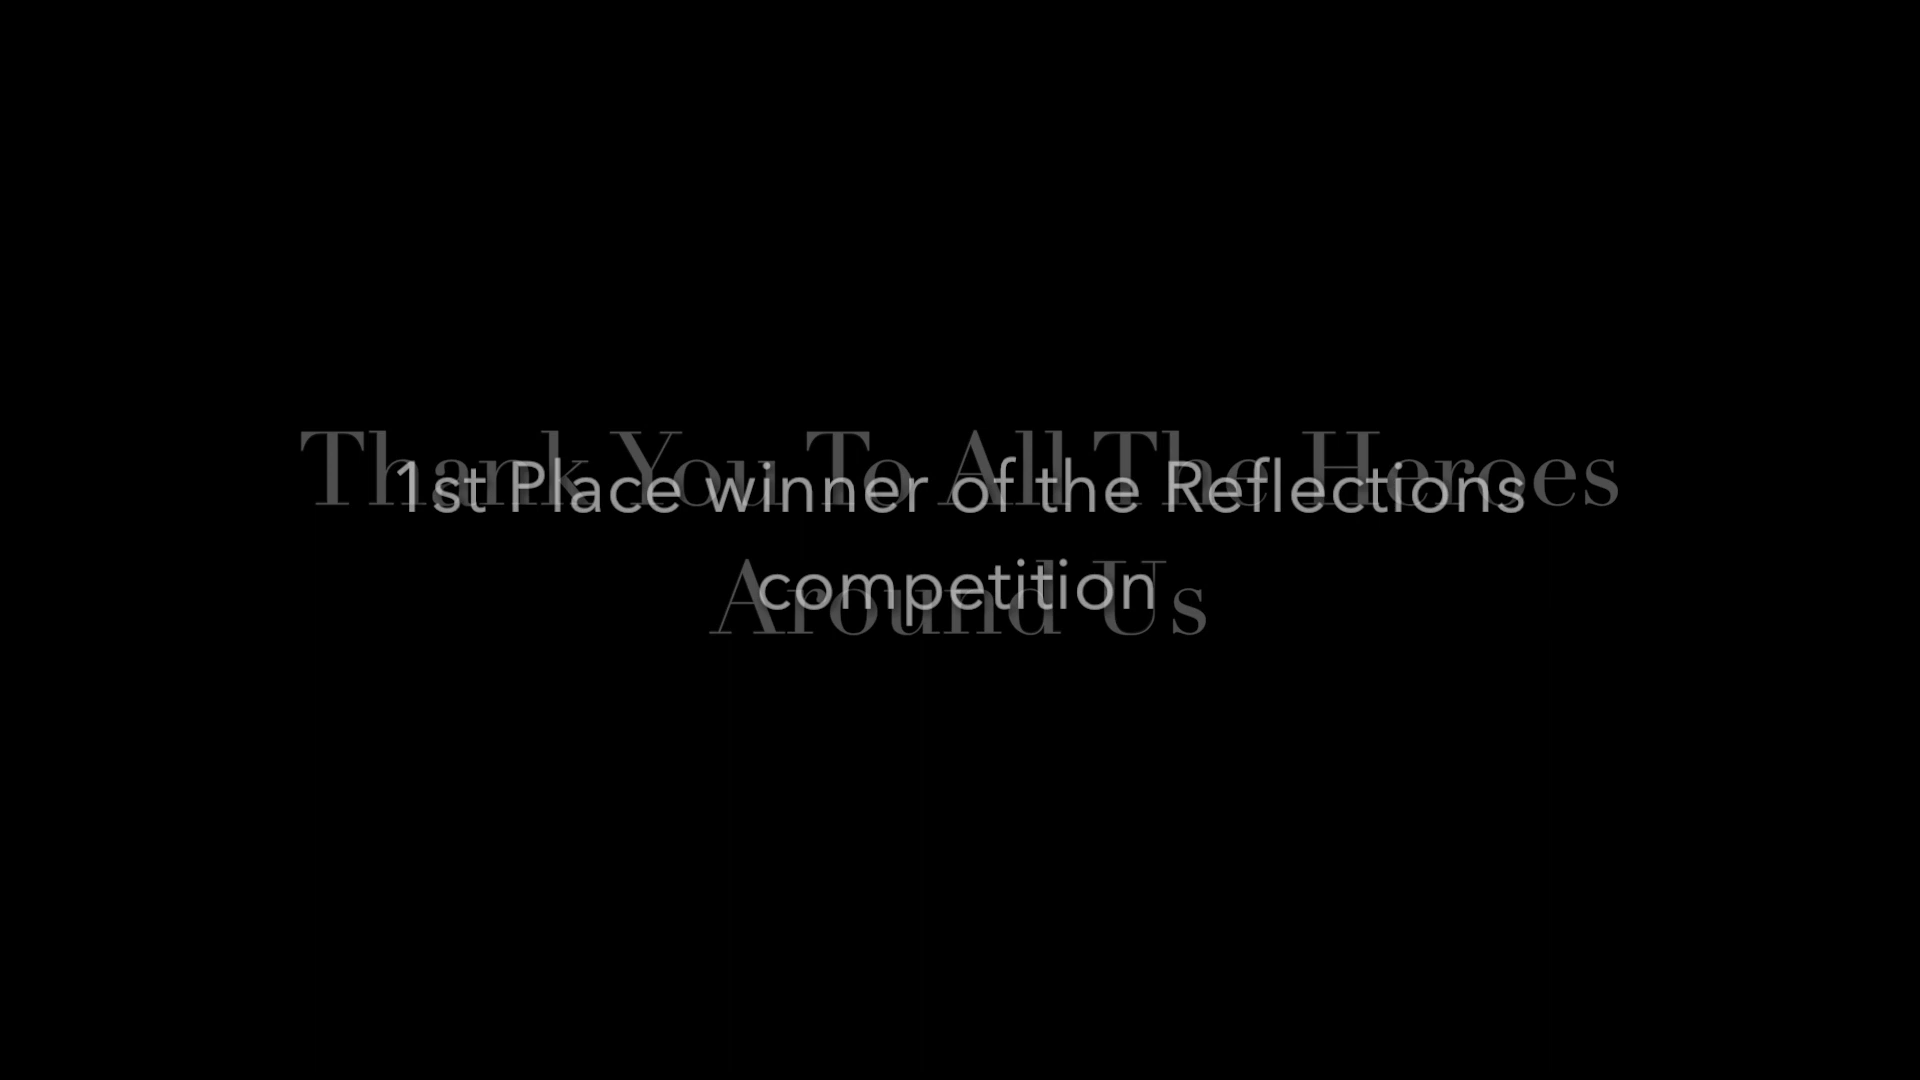 Thank You To All The Heroes
Around Us
1st Place winner of the Reflections
competition